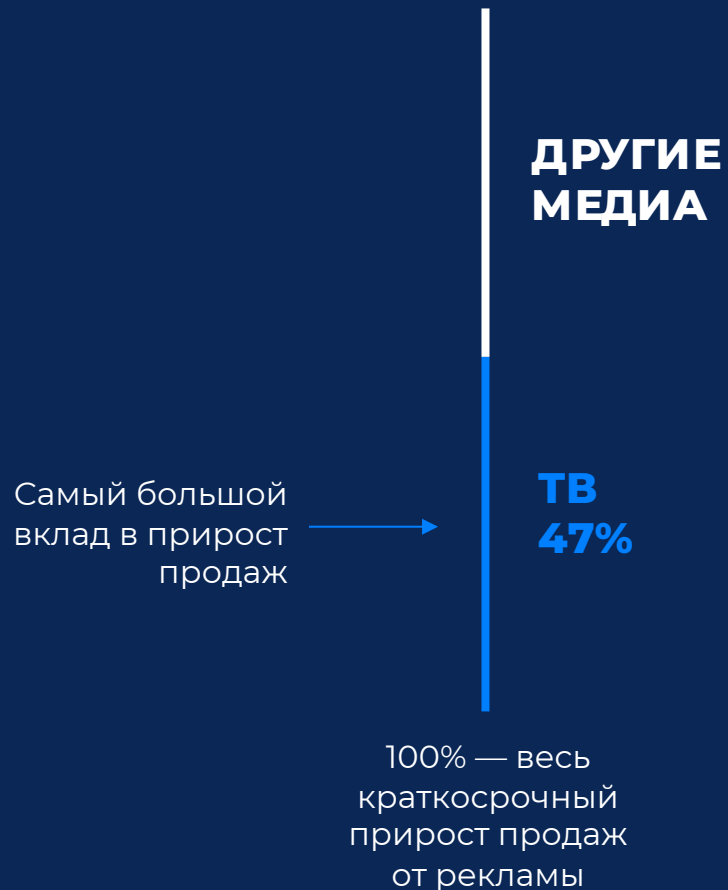 ДРУГИЕ
МЕДИА
Самый большой
вклад в прирост
продаж
ТВ
47%
100% — весь
краткосрочный
прирост продаж
от рекламы